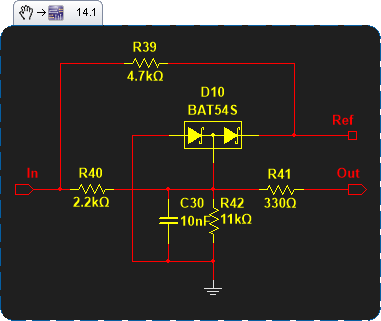 14.1
R39
4.7kΩ
D10
BAT54S
Ref
In
R40
2.2kΩ
R41
330Ω
Out
C30
10nF
R42
11kΩ